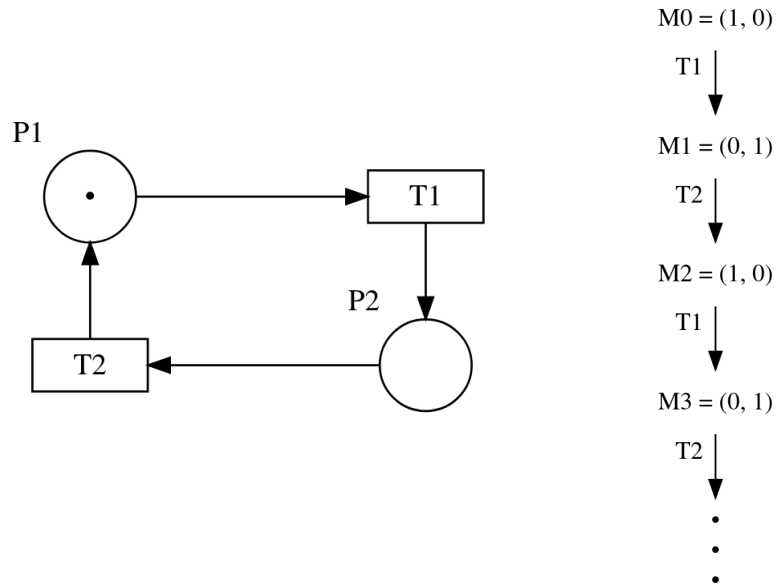 P1
T1
P2
T2
M0 = (1, 0)
T1
M1 = (0, 1)
T2
M2 = (1, 0)
T1
M3 = (0, 1)
T2